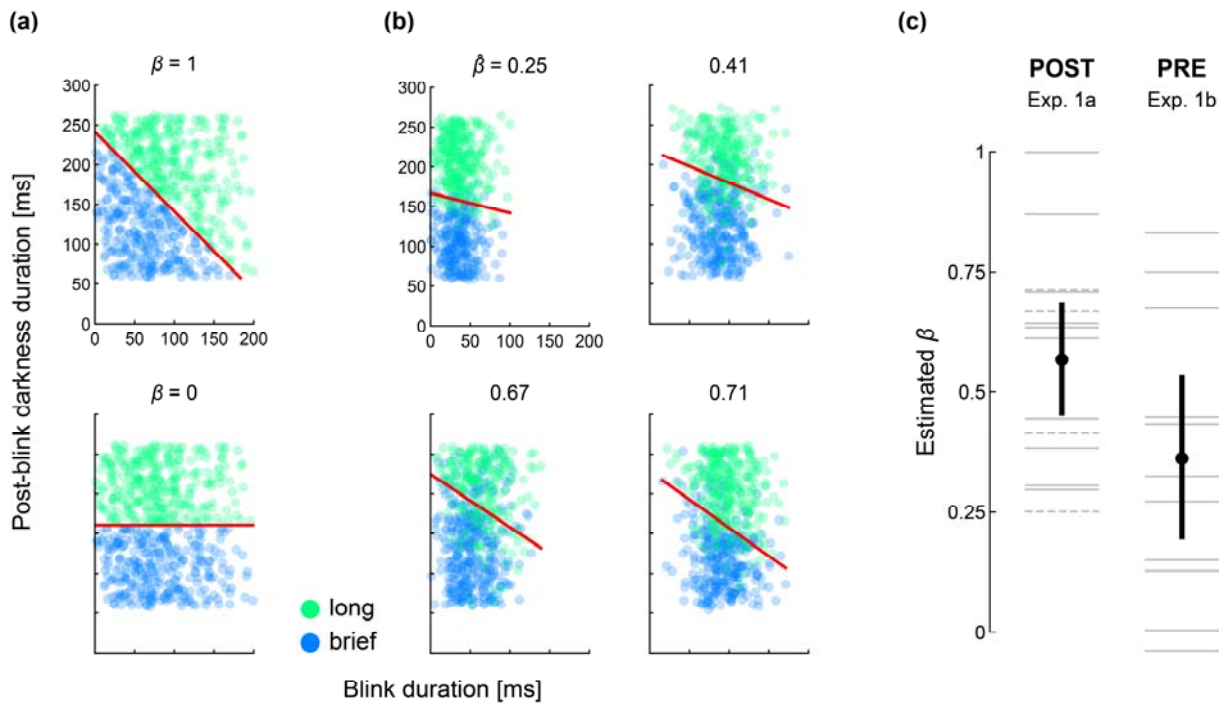 (a)
(b)
(c)
β = 1
β̂ = 0.25
0.41
POST
PRE
Exp. 1a
Exp. 1b
300
250
200
150
100
50
0
0 50 100 150 200
300
250
200
150
100
50
0
0 50 100 150 200
Post-blink darkness duration [ms]
β = 0
0.67
0.71
long
brief
Blink duration [ms]
Estimated β
1
0.75
0.5
0.25
0